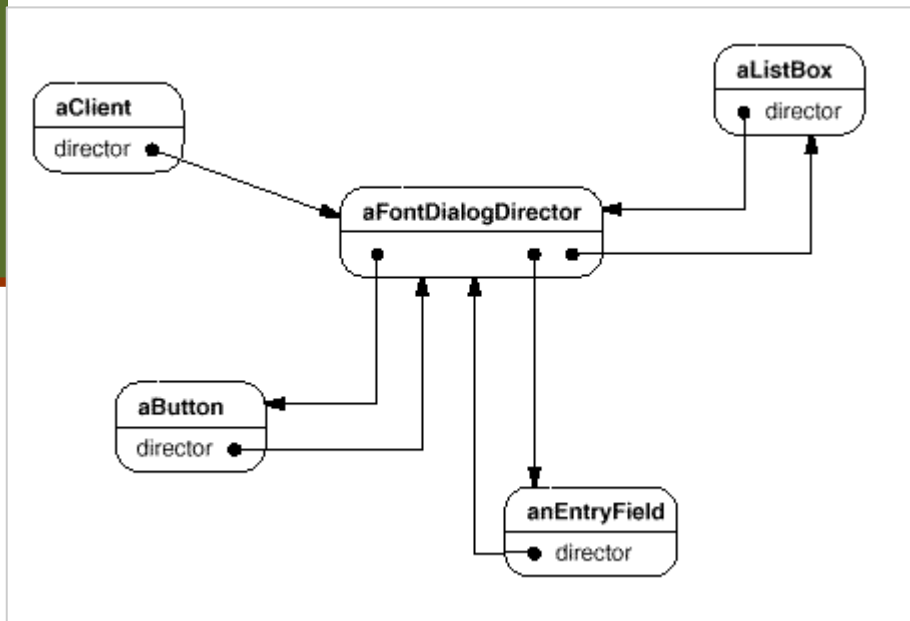 aListBox
director
aClient
director
aFontDialogDirector
aButton
director
anEntryField
director